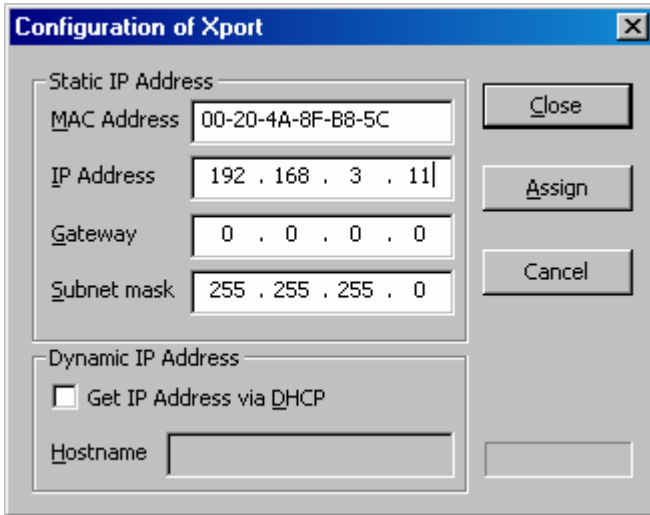 Configuration of Xport
Static IP Address
MAC Address 00-20-4A-8F-B8-5C
Close
IP Address 192 . 168 . 3 . 11
Assign
Gateway 0 . 0 . 0 . 0
Cancel
Subnet mask 255 . 255 . 255 . 0
Dynamic IP Address
Get IP Address via DHCP
Hostname